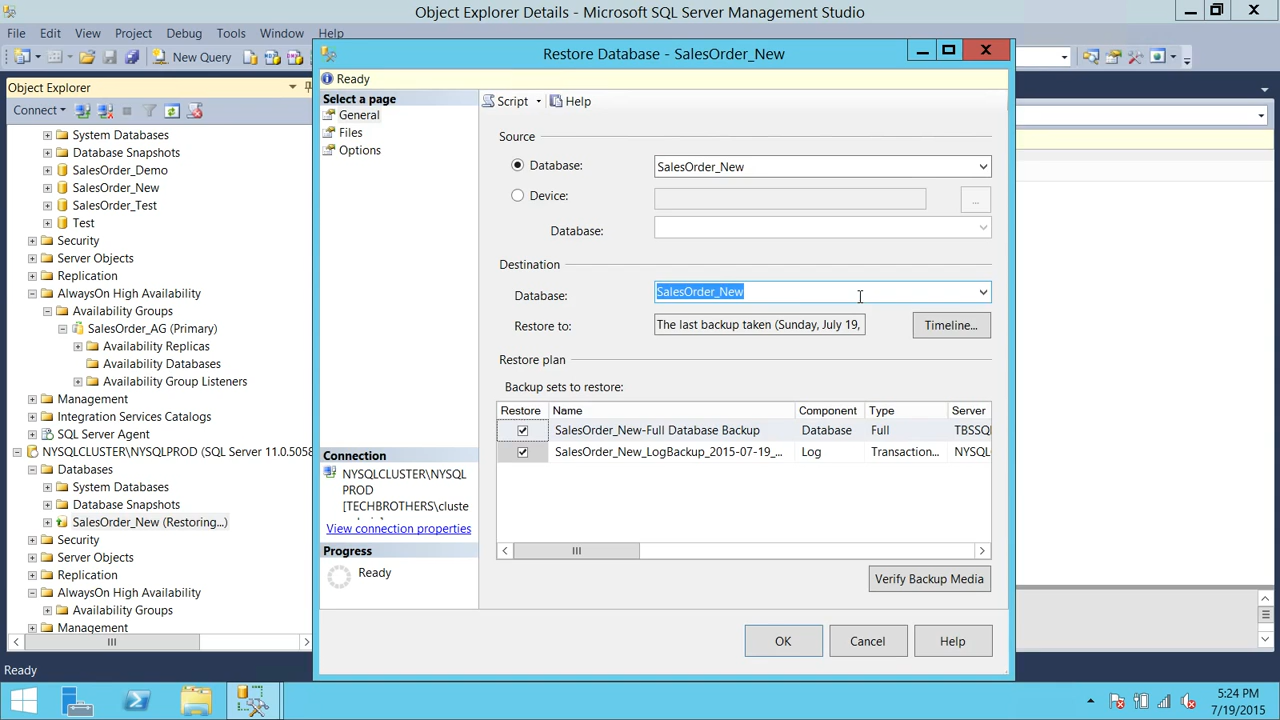 Object Explorer Details - Microsoft SQL Server Management Studio
File Edit View Project Debug Tools Window Help
New Query
Object Explorer
Connect
System Databases
Database Snapshots
SalesOrder_Demo
SalesOrder_New
SalesOrder_Test
Test
Security
Server Objects
Replication
AlwaysOn High Availability
Availability Groups
SalesOrder_AG (Primary)
Availability Replicas
Availability Databases
Availability Group Listeners
Management
Integration Services Catalogs
SQL Server Agent
NYSQLCLUSTER\NYSQLPROD (SQL Server 11.0.5058
Databases
System Databases
Database Snapshots
SalesOrder_New (Restoring...)
Security
Server Objects
Replication
AlwaysOn High Availability
Availability Groups
Management
Ready
Restore Database - SalesOrder_New
Ready
Select a page
General
Files
Options
Connection
NYSQLCLUSTER\NYSQL
PROD
[TECHBROTHERS\cluste
View connection properties
Progress
Ready
Script Help
Source
Database: SalesOrder_New
Device: ...
Database:
Destination
Database: SalesOrder_New
Restore to: The last backup taken (Sunday, July 19, Timeline...
Restore plan
Backup sets to restore:
Restore Name Component Type Server
SalesOrder_New-Full Database Backup Database Full TBSSQL
SalesOrder_New_LogBackup_2015-07-19_... Log Transaction... NYSQL
Verify Backup Media
OK Cancel Help
5:24 PM
7/19/2015